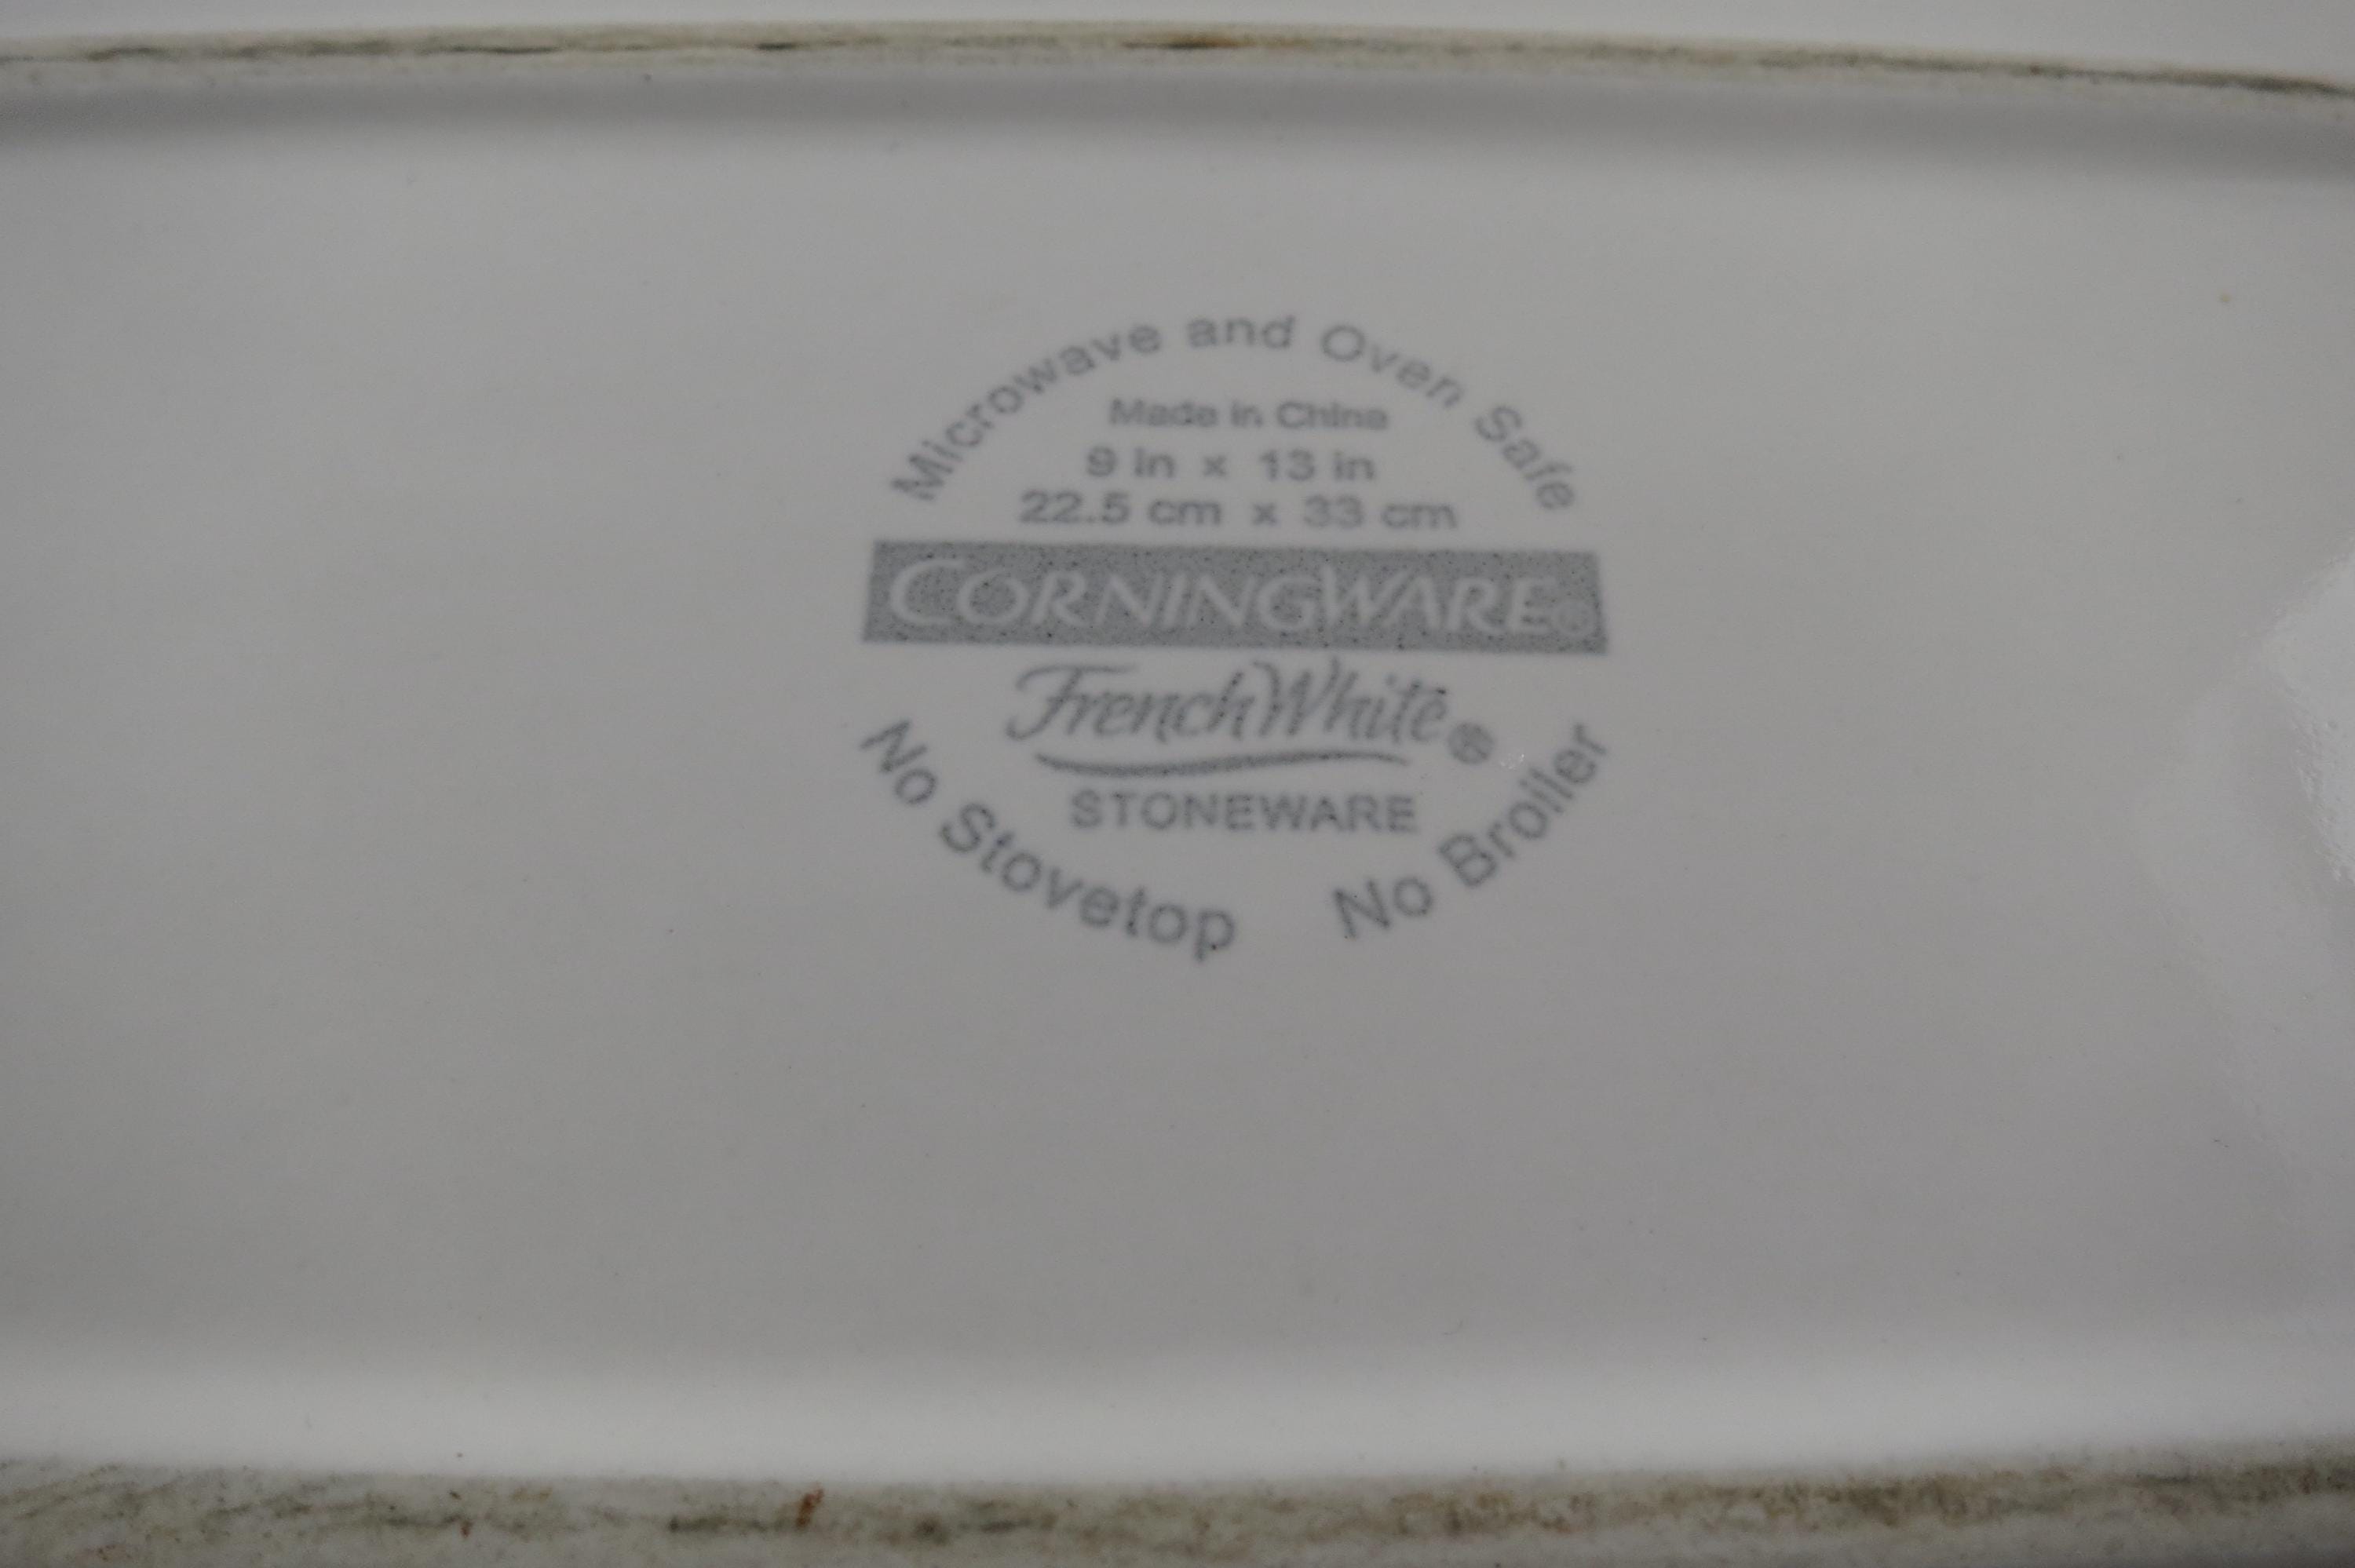 Microwave and Oven Safe
Made in China
9 in x 13 in
22.5 cm x 33 cm
CORNINGWARE®
French White®
STONEWARE
No Stovetop No Broiler